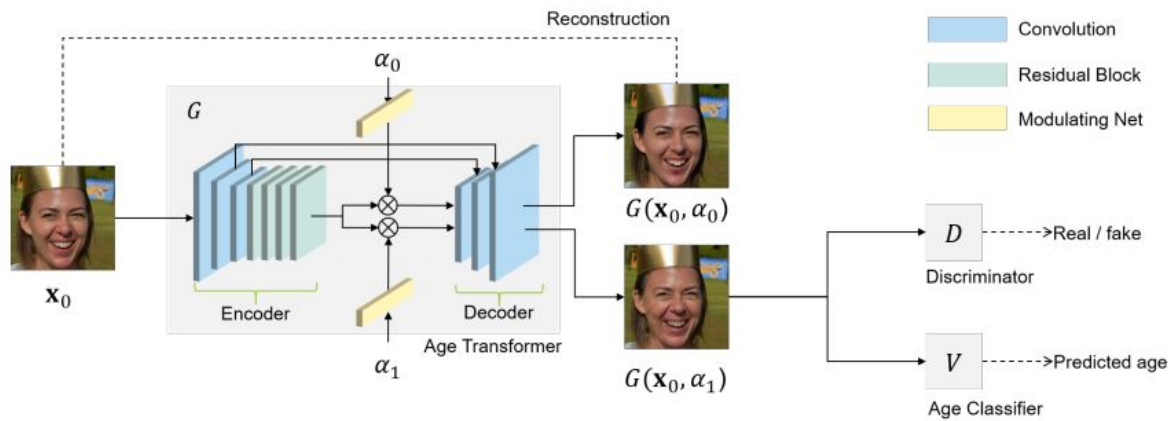 Reconstruction
Convolution
Residual Block
Modulating Net
α₀
G
x₀
Encoder
Decoder
Age Transformer
α₁
G(x₀, α₀)
G(x₀, α₁)
D
Discriminator
Real / fake
V
Age Classifier
Predicted age